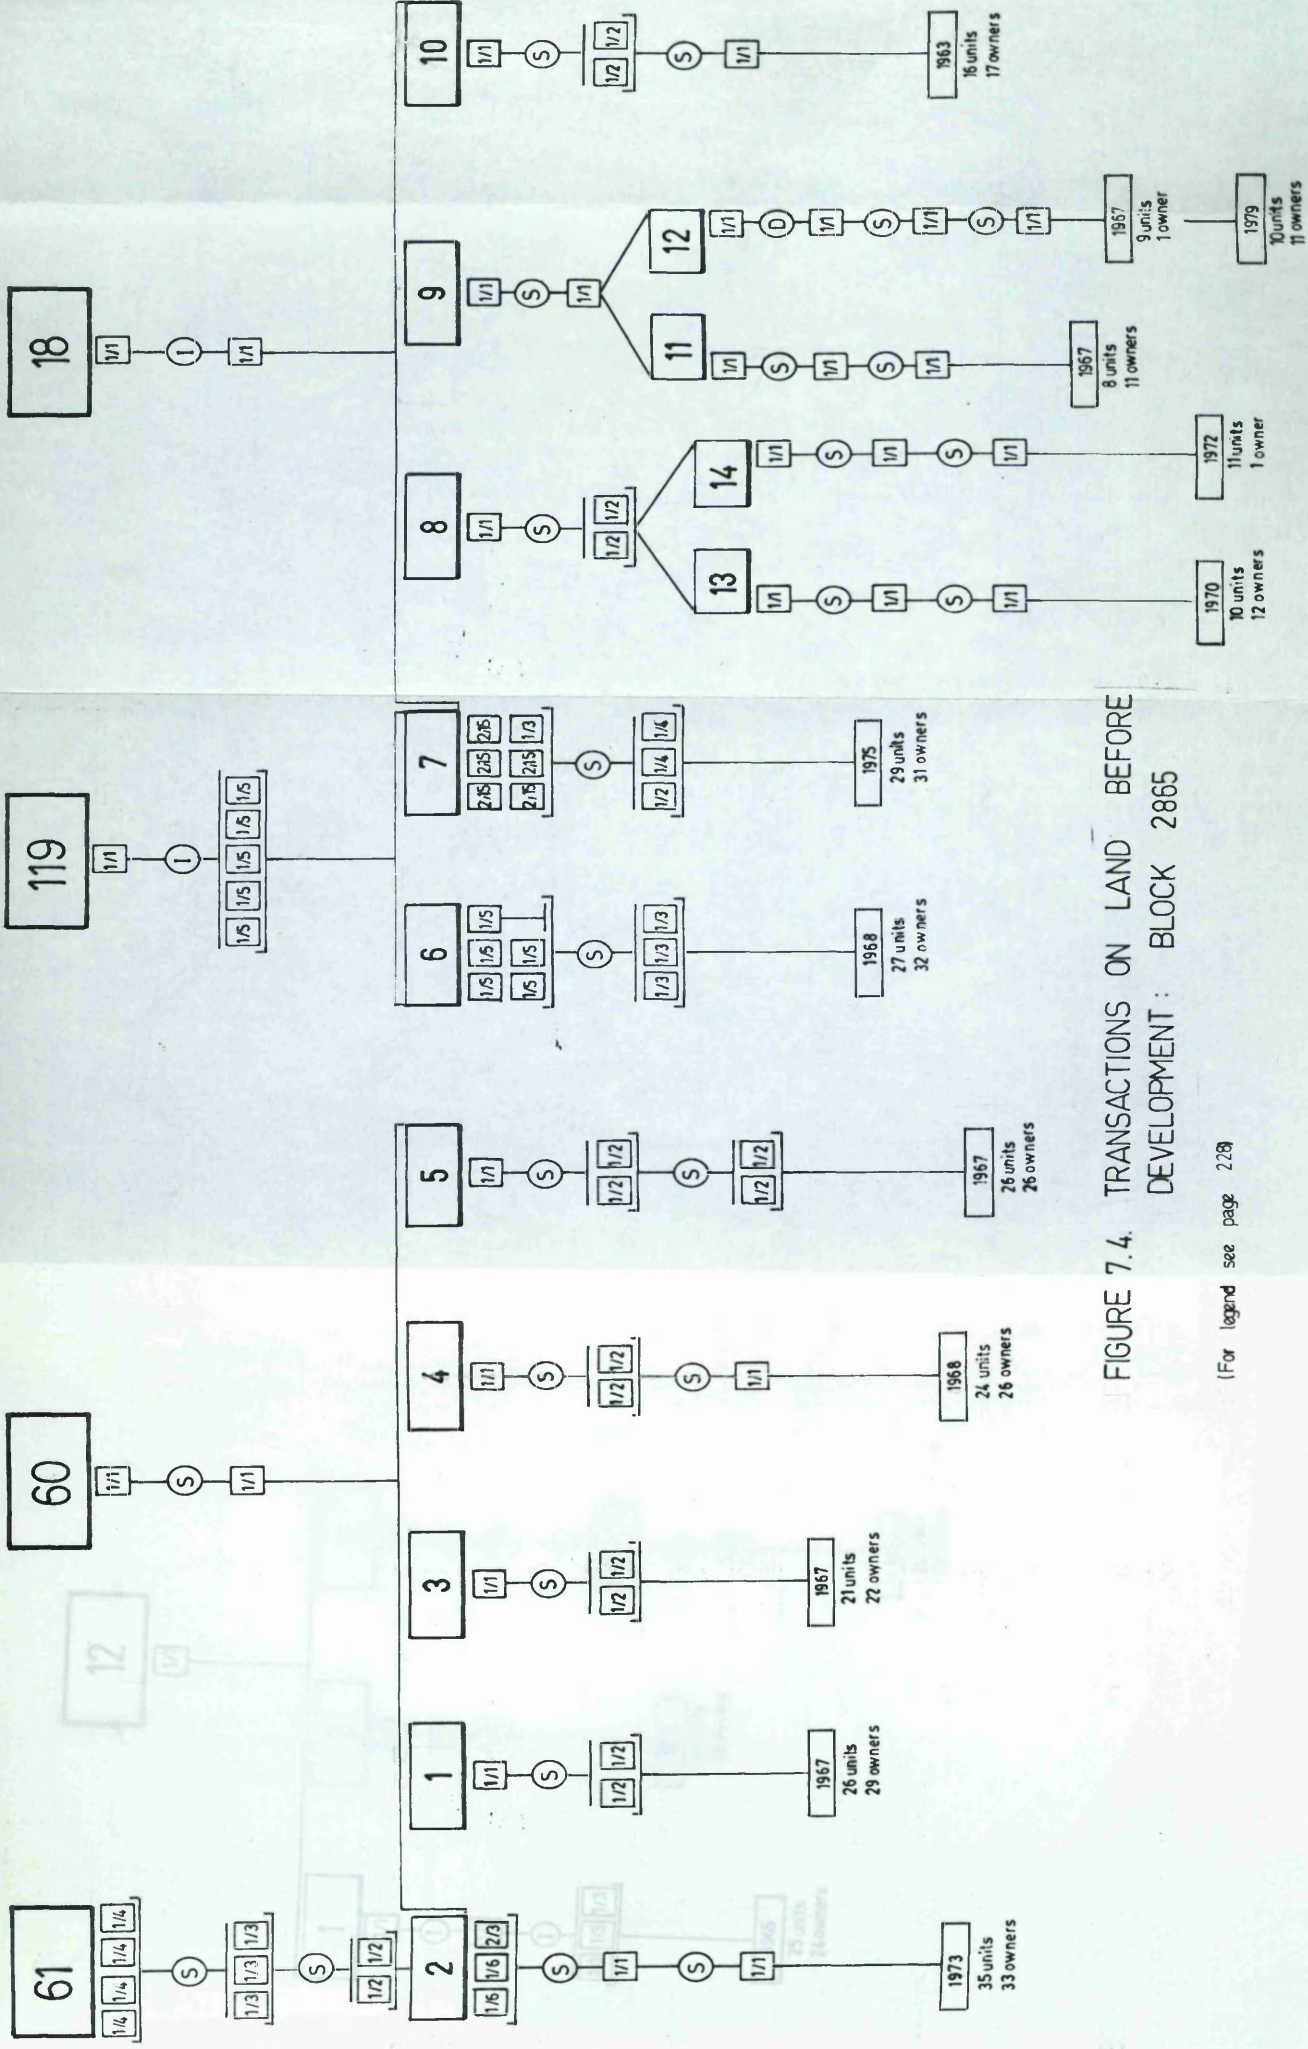 61
1/4 1/4 1/4 1/4
S
1/3 1/3 1/3
S
1/2 1/2
2
1/6 1/6 2/3
S
1/1
S
1/1
1973
35 units
33 owners
60
1/1
S
1/1
1
1/1
S
1/2 1/2
1967
26 units
29 owners
3
1/1
S
1/2 1/2
1967
21 units
22 owners
4
1/1
S
1/2 1/2
S
1/1
1968
24 units
26 owners
5
1/1
S
1/2 1/2
S
1/2 1/2
1967
26 units
26 owners
119
1/1
I
1/5 1/5 1/5 1/5 1/5
6
1/5 1/5 1/5
1/5 1/5
S
1/3 1/3 1/3
1968
27 units
32 owners
7
2/15 2/15 2/15
2/15 2/15 1/3
S
1/2 1/4 1/4
1975
29 units
31 owners
18
1/1
I
1/1
8
1/1
S
1/2 1/2
13
1/1
S
1/1
S
1/1
1970
10 units
12 owners
14
1/1
S
1/1
S
1/1
1972
11 units
1 owner
9
1/1
S
1/1
11
1/1
S
1/1
S
1/1
1967
8 units
11 owners
12
1/1
D
1/1
S
1/1
S
1/1
1967
9 units
1 owner
1979
10 units
11 owners
10
1/1
S
1/2 1/2
S
1/1
1963
16 units
17 owners
FIGURE 7.4. TRANSACTIONS ON LAND BEFORE
DEVELOPMENT: BLOCK 2865
(For legend see page 228)